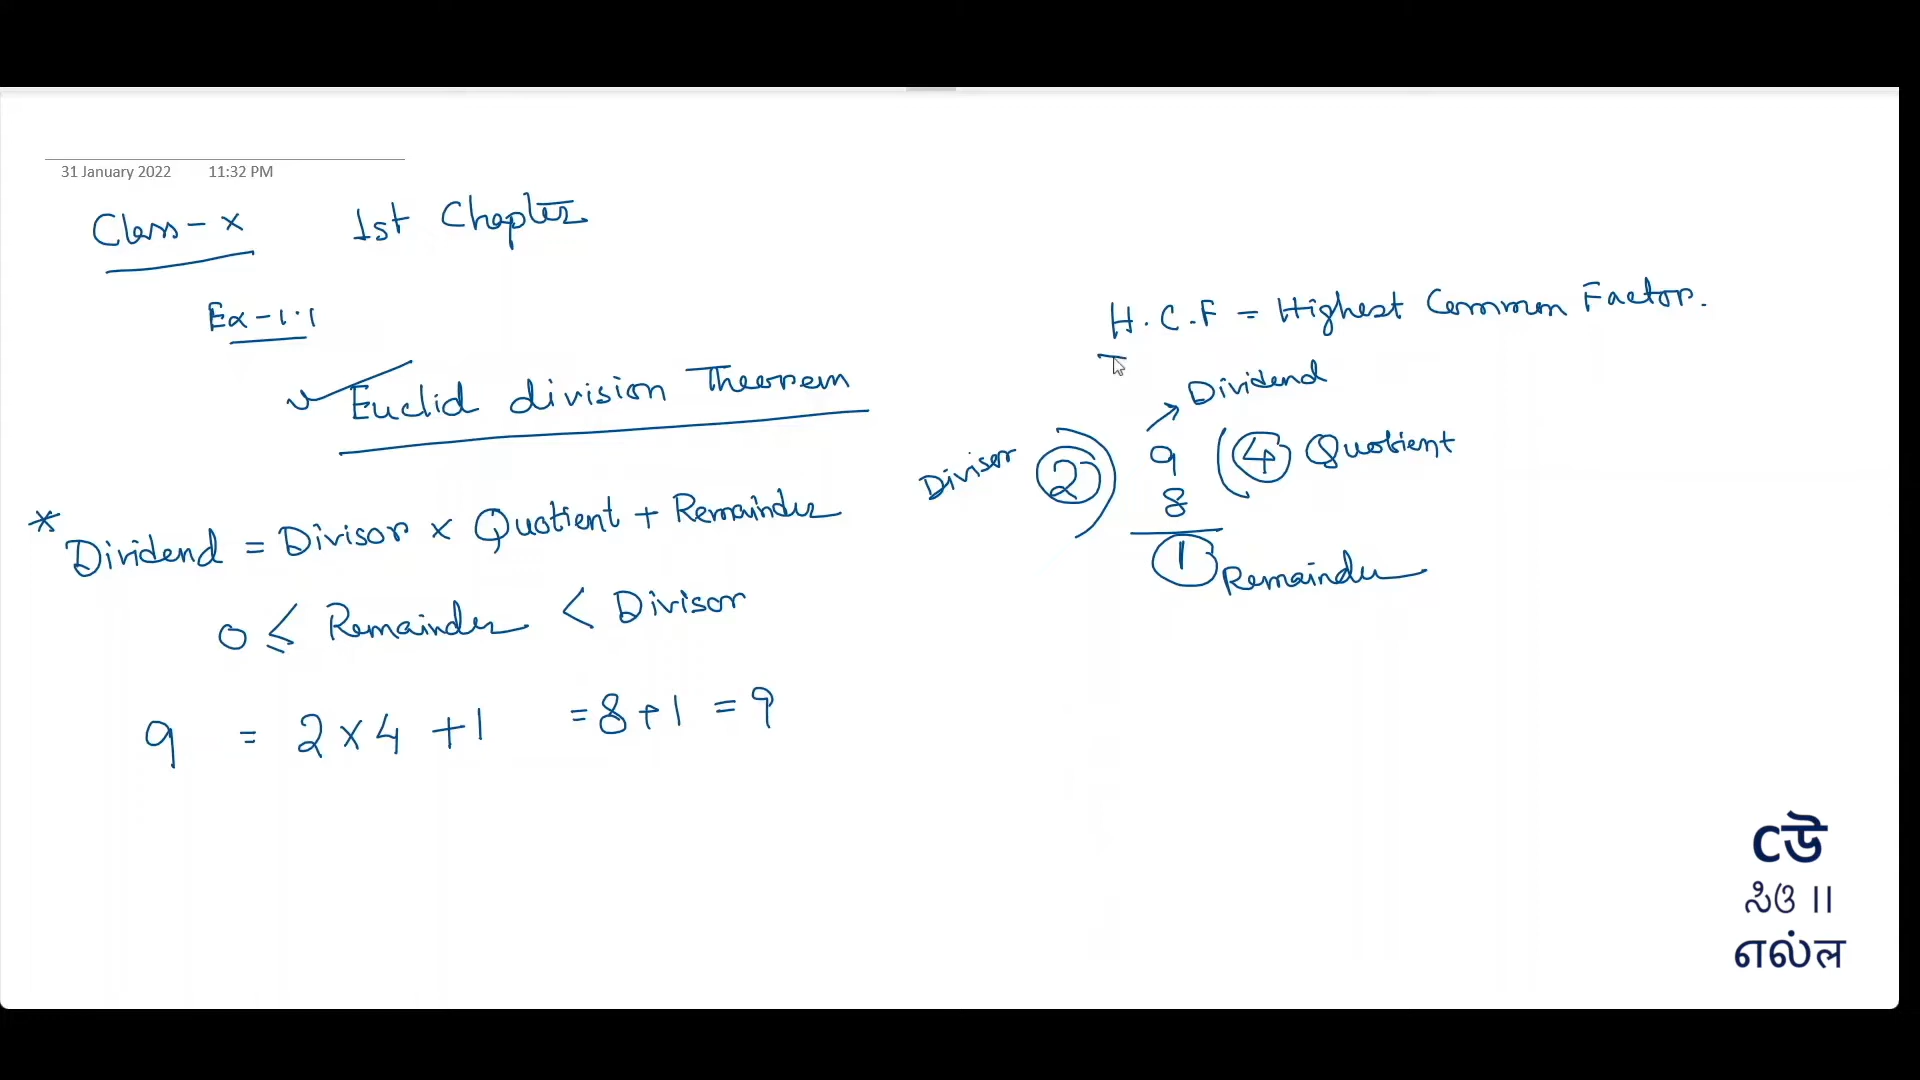 31 January 2022 11:32 PM
Class - X 1st Chapter
Ex - 1.1
H.C.F = Highest Common Factor.
Euclid division Theorem
Dividend
Divisor 2) 9 (4 Quotient
8
1 Remainder
* Dividend = Divisor × Quotient + Remainder
0 ≤ Remainder < Divisor
9 = 2 × 4 + 1 = 8 + 1 = 9
Cউ